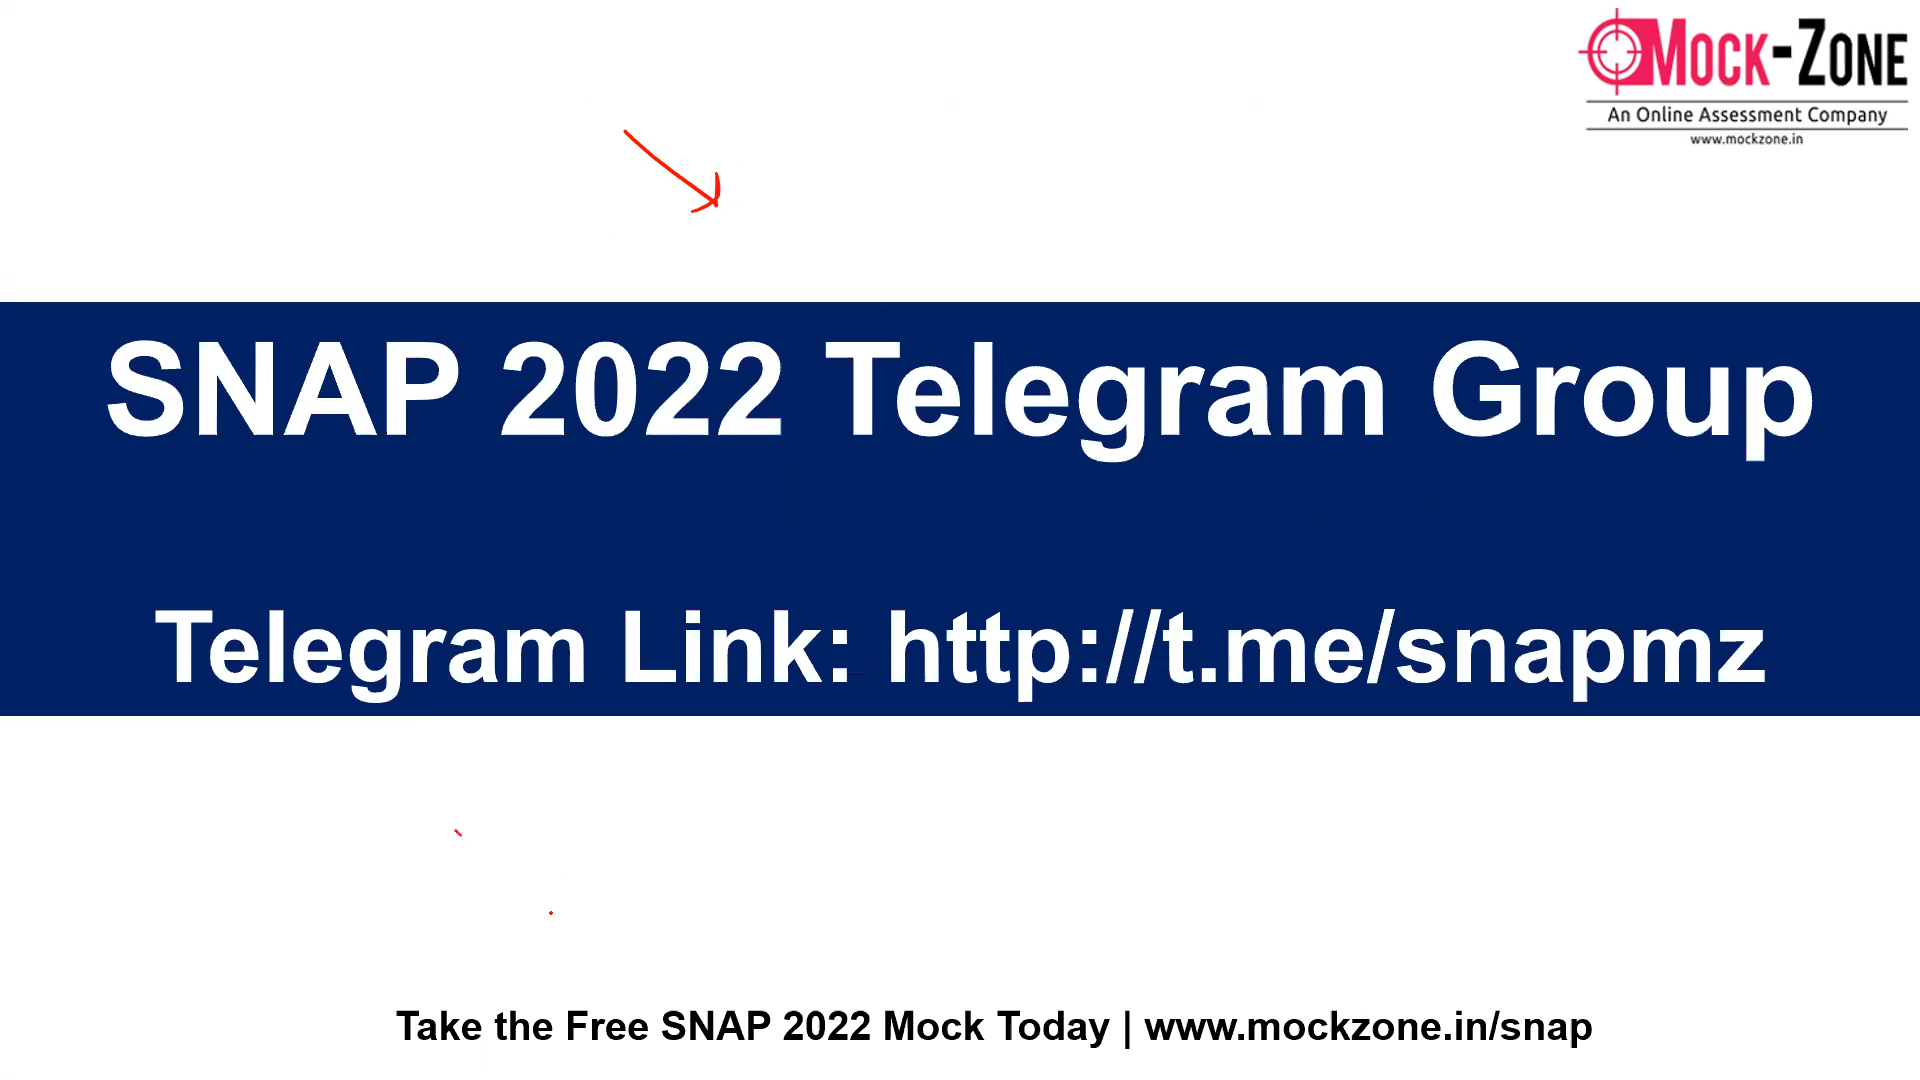 Mock-Zone
An Online Assessment Company
www.mockzone.in
SNAP 2022 Telegram Group
Telegram Link: http://t.me/snapmz
Take the Free SNAP 2022 Mock Today | www.mockzone.in/snap